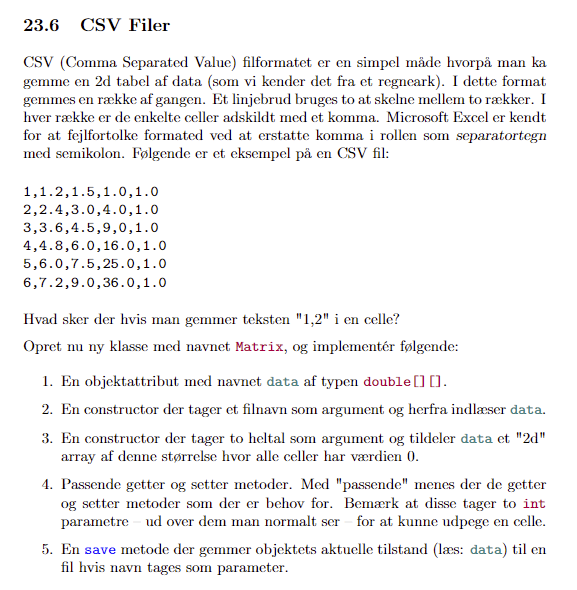 23.6 CSV Filer
CSV (Comma Separated Value) filformatet er en simpel måde hvorpå man ka
gemme en 2d tabel af data (som vi kender det fra et regneark). I dette format
gemmes en række af gangen. Et linjebrud bruges to at skelne mellem to rækker. I
hver række er de enkelte celler adskildt med et komma. Microsoft Excel er kendt
for at fejlfortolke formated ved at erstatte komma i rollen som separatortegn
med semikolon. Følgende er et eksempel på en CSV fil:
1,1.2,1.5,1.0,1.0
2,2.4,3.0,4.0,1.0
3,3.6,4.5,9,0,1.0
4,4.8,6.0,16.0,1.0
5,6.0,7.5,25.0,1.0
6,7.2,9.0,36.0,1.0
Hvad sker der hvis man gemmer teksten "1,2" i en celle?
Opret nu ny klasse med navnet Matrix, og implementér følgende:
1. En objektattribut med navnet data af typen double[][].
2. En constructor der tager et filnavn som argument og herfra indlæser data.
3. En constructor der tager to heltal som argument og tildeler data et "2d"
array af denne størrelse hvor alle celler har værdien 0.
4. Passende getter og setter metoder. Med "passende" menes der de getter
og setter metoder som der er behov for. Bemærk at disse tager to int
parametre – ud over dem man normalt ser – for at kunne udpege en celle.
5. En save metode der gemmer objektets aktuelle tilstand (læs: data) til en
fil hvis navn tages som parameter.